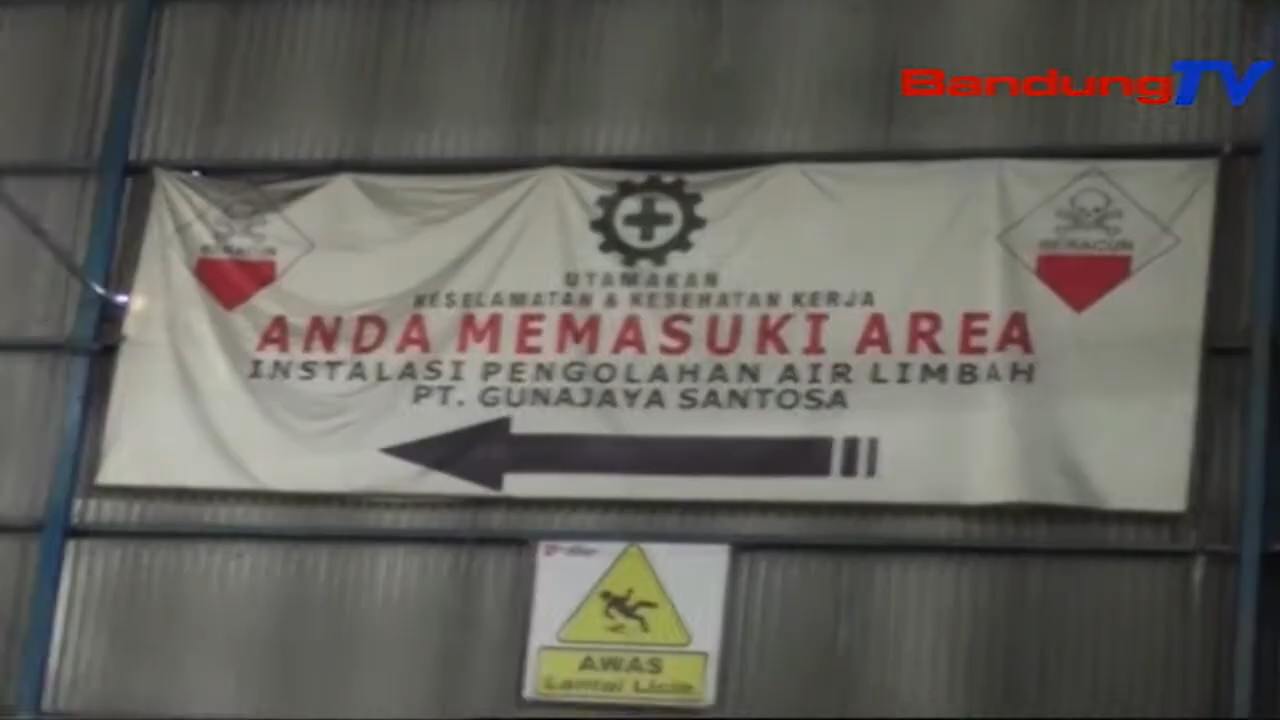 BandungTV
BERACUN
BERACUN
UTAMAKAN
KESELAMATAN & KESEHATAN KERJA
ANDA MEMASUKI AREA
INSTALASI PENGOLAHAN AIR LIMBAH
PT. GUNAJAYA SANTOSA
AWAS
Lantai Licin